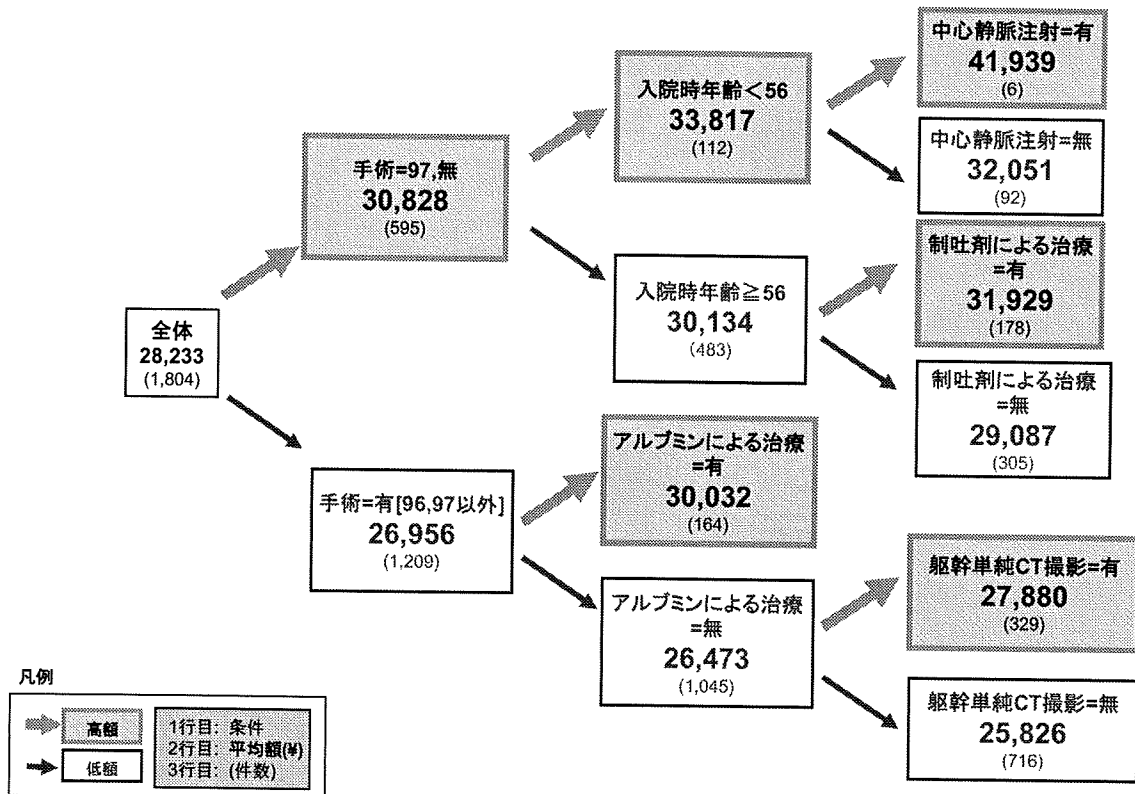 全体
28,233
(1,804)
手術=97,無
30,828
(595)
手術=有[96,97以外]
26,956
(1,209)
入院時年齢<56
33,817
(112)
入院時年齢≧56
30,134
(483)
アルブミンによる治療
=有
30,032
(164)
アルブミンによる治療
=無
26,473
(1,045)
中心静脈注射=有
41,939
(6)
中心静脈注射=無
32,051
(92)
制吐剤による治療
=有
31,929
(178)
制吐剤による治療
=無
29,087
(305)
躯幹単純CT撮影=有
27,880
(329)
躯幹単純CT撮影=無
25,826
(716)
凡例
高額
低額
1行目: 条件
2行目: 平均額(¥)
3行目: (件数)